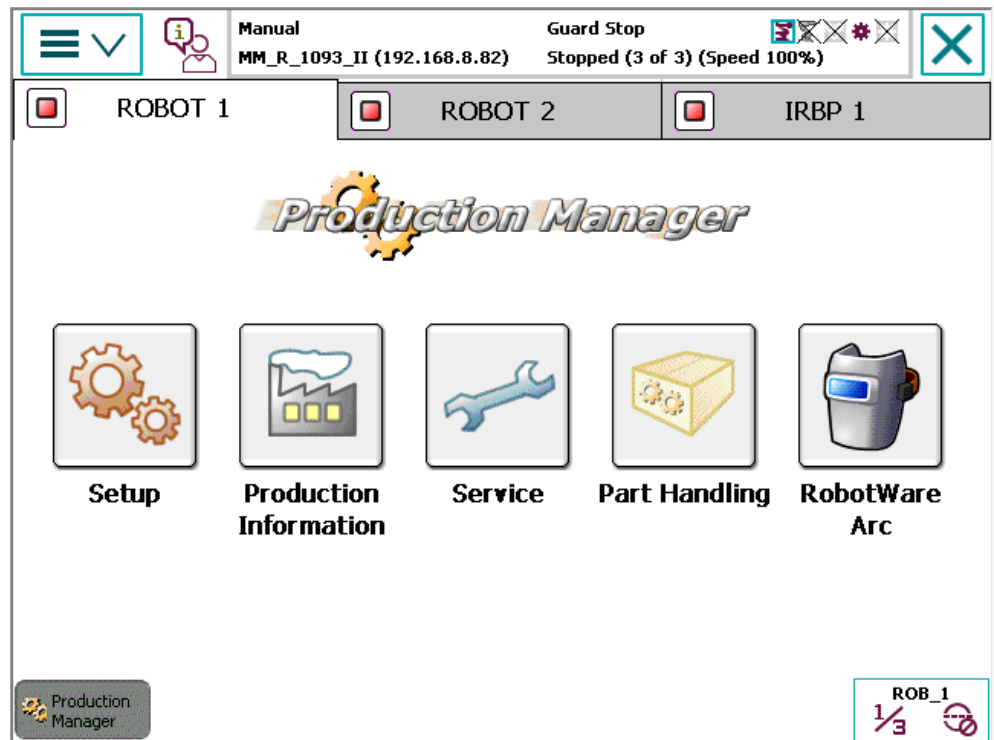 Manual
Guard Stop
MM_R_1093_II (192.168.8.82)
Stopped (3 of 3) (Speed 100%)
ROBOT 1
ROBOT 2
IRBP 1
Production Manager
Setup
Production
Information
Service
Part Handling
RobotWare
Arc
Production
Manager
ROB_1
1/3